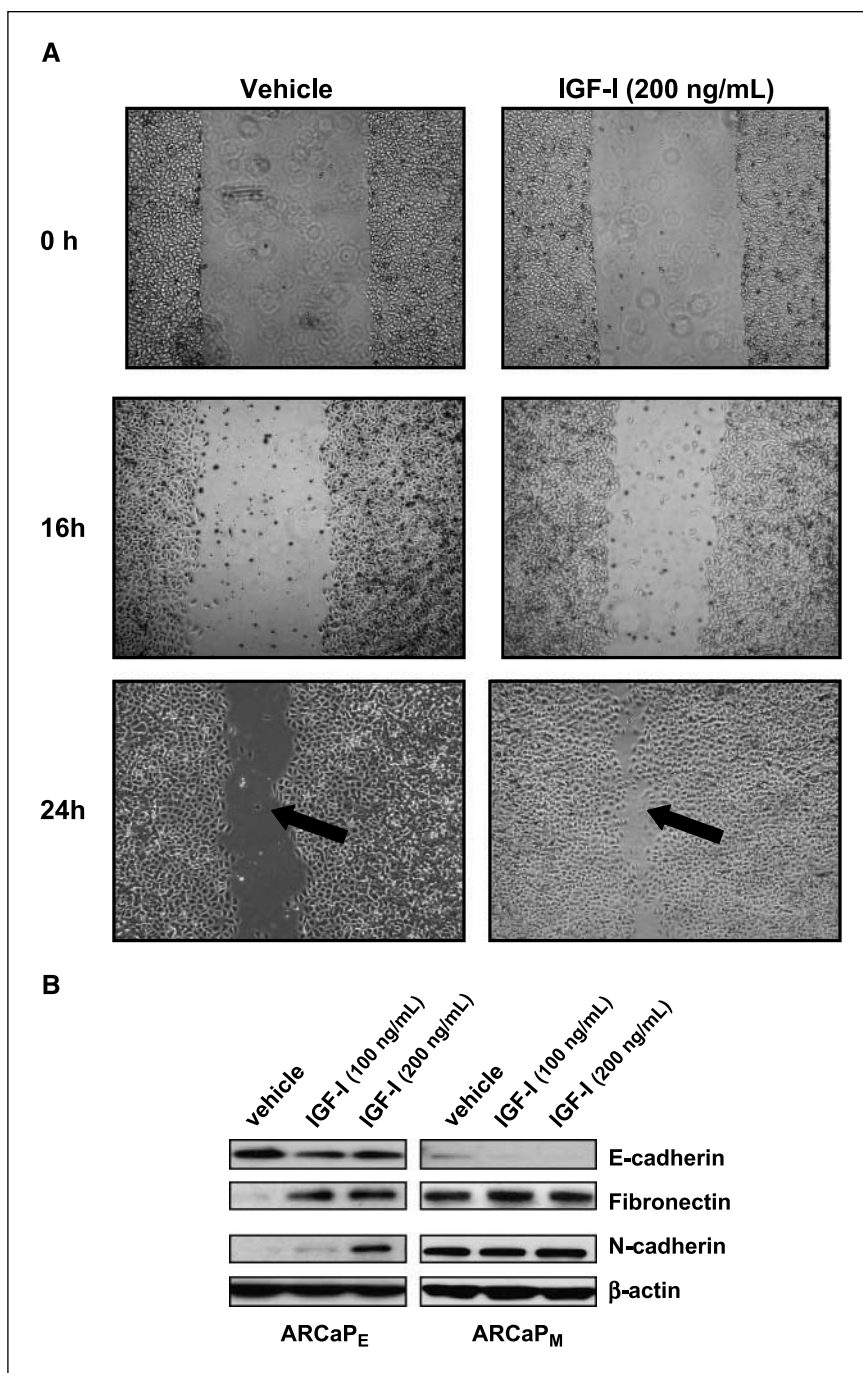 A
Vehicle
IGF-I (200 ng/mL)
0 h
16h
24h
B
vehicle
IGF-I (100 ng/mL)
IGF-I (200 ng/mL)
vehicle
IGF-I (100 ng/mL)
IGF-I (200 ng/mL)
E-cadherin
Fibronectin
N-cadherin
β-actin
ARCaPE
ARCaPM